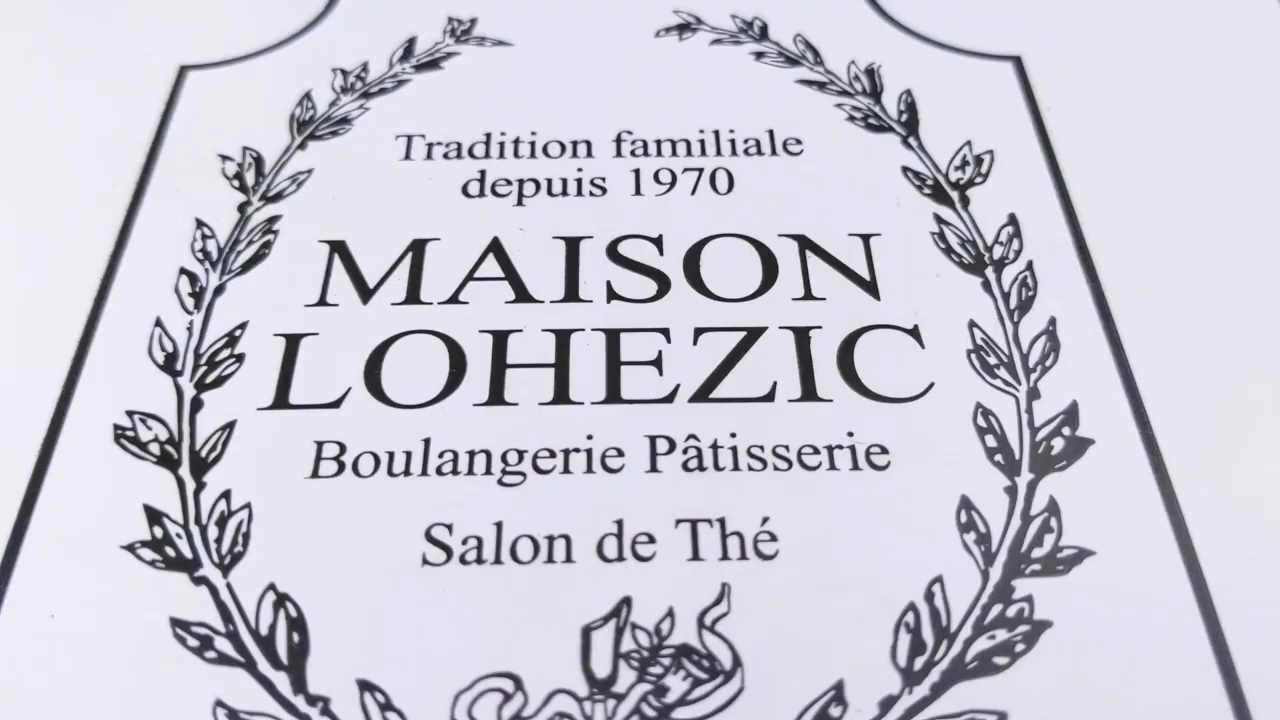 Tradition familiale
depuis 1970
MAISON
LOHEZIC
Boulangerie Pâtisserie
Salon de Thé